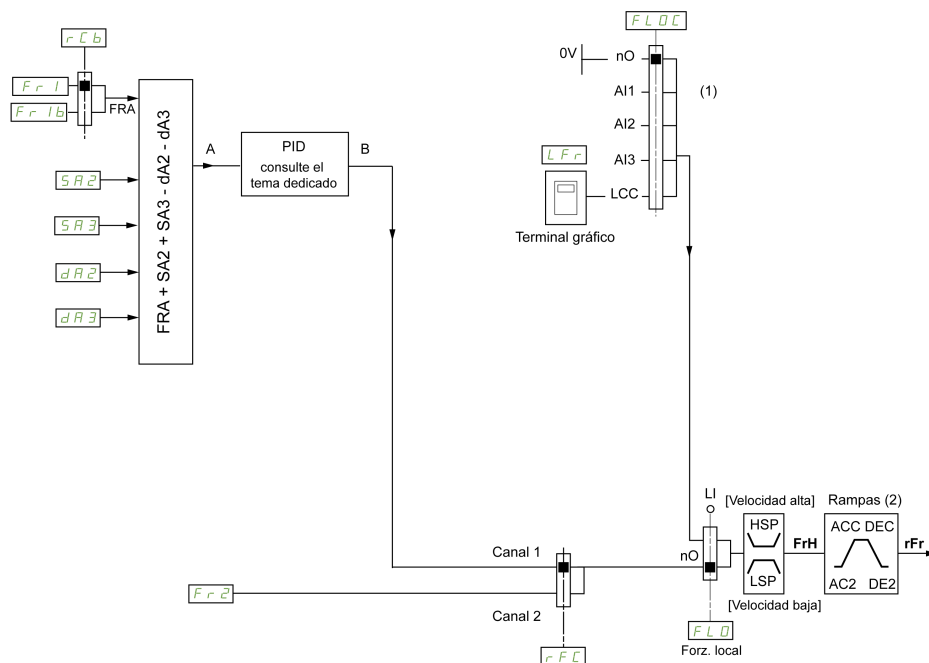 rCb
FLOC
0V
nO
Fr1
Fr1b
FRA
AI1
(1)
AI2
AI3
LFr
LCC
Terminal gráfico
FRA + SA2 + SA3 - dA2 - dA3
A
PID
consulte el
tema dedicado
B
SA2
SA3
dA2
dA3
LI
[Velocidad alta]
Rampas (2)
HSP
FrH
ACC DEC
rFr
nO
LSP
AC2 DE2
[Velocidad baja]
Canal 1
Fr2
Canal 2
FLO
Forz. local
rFC